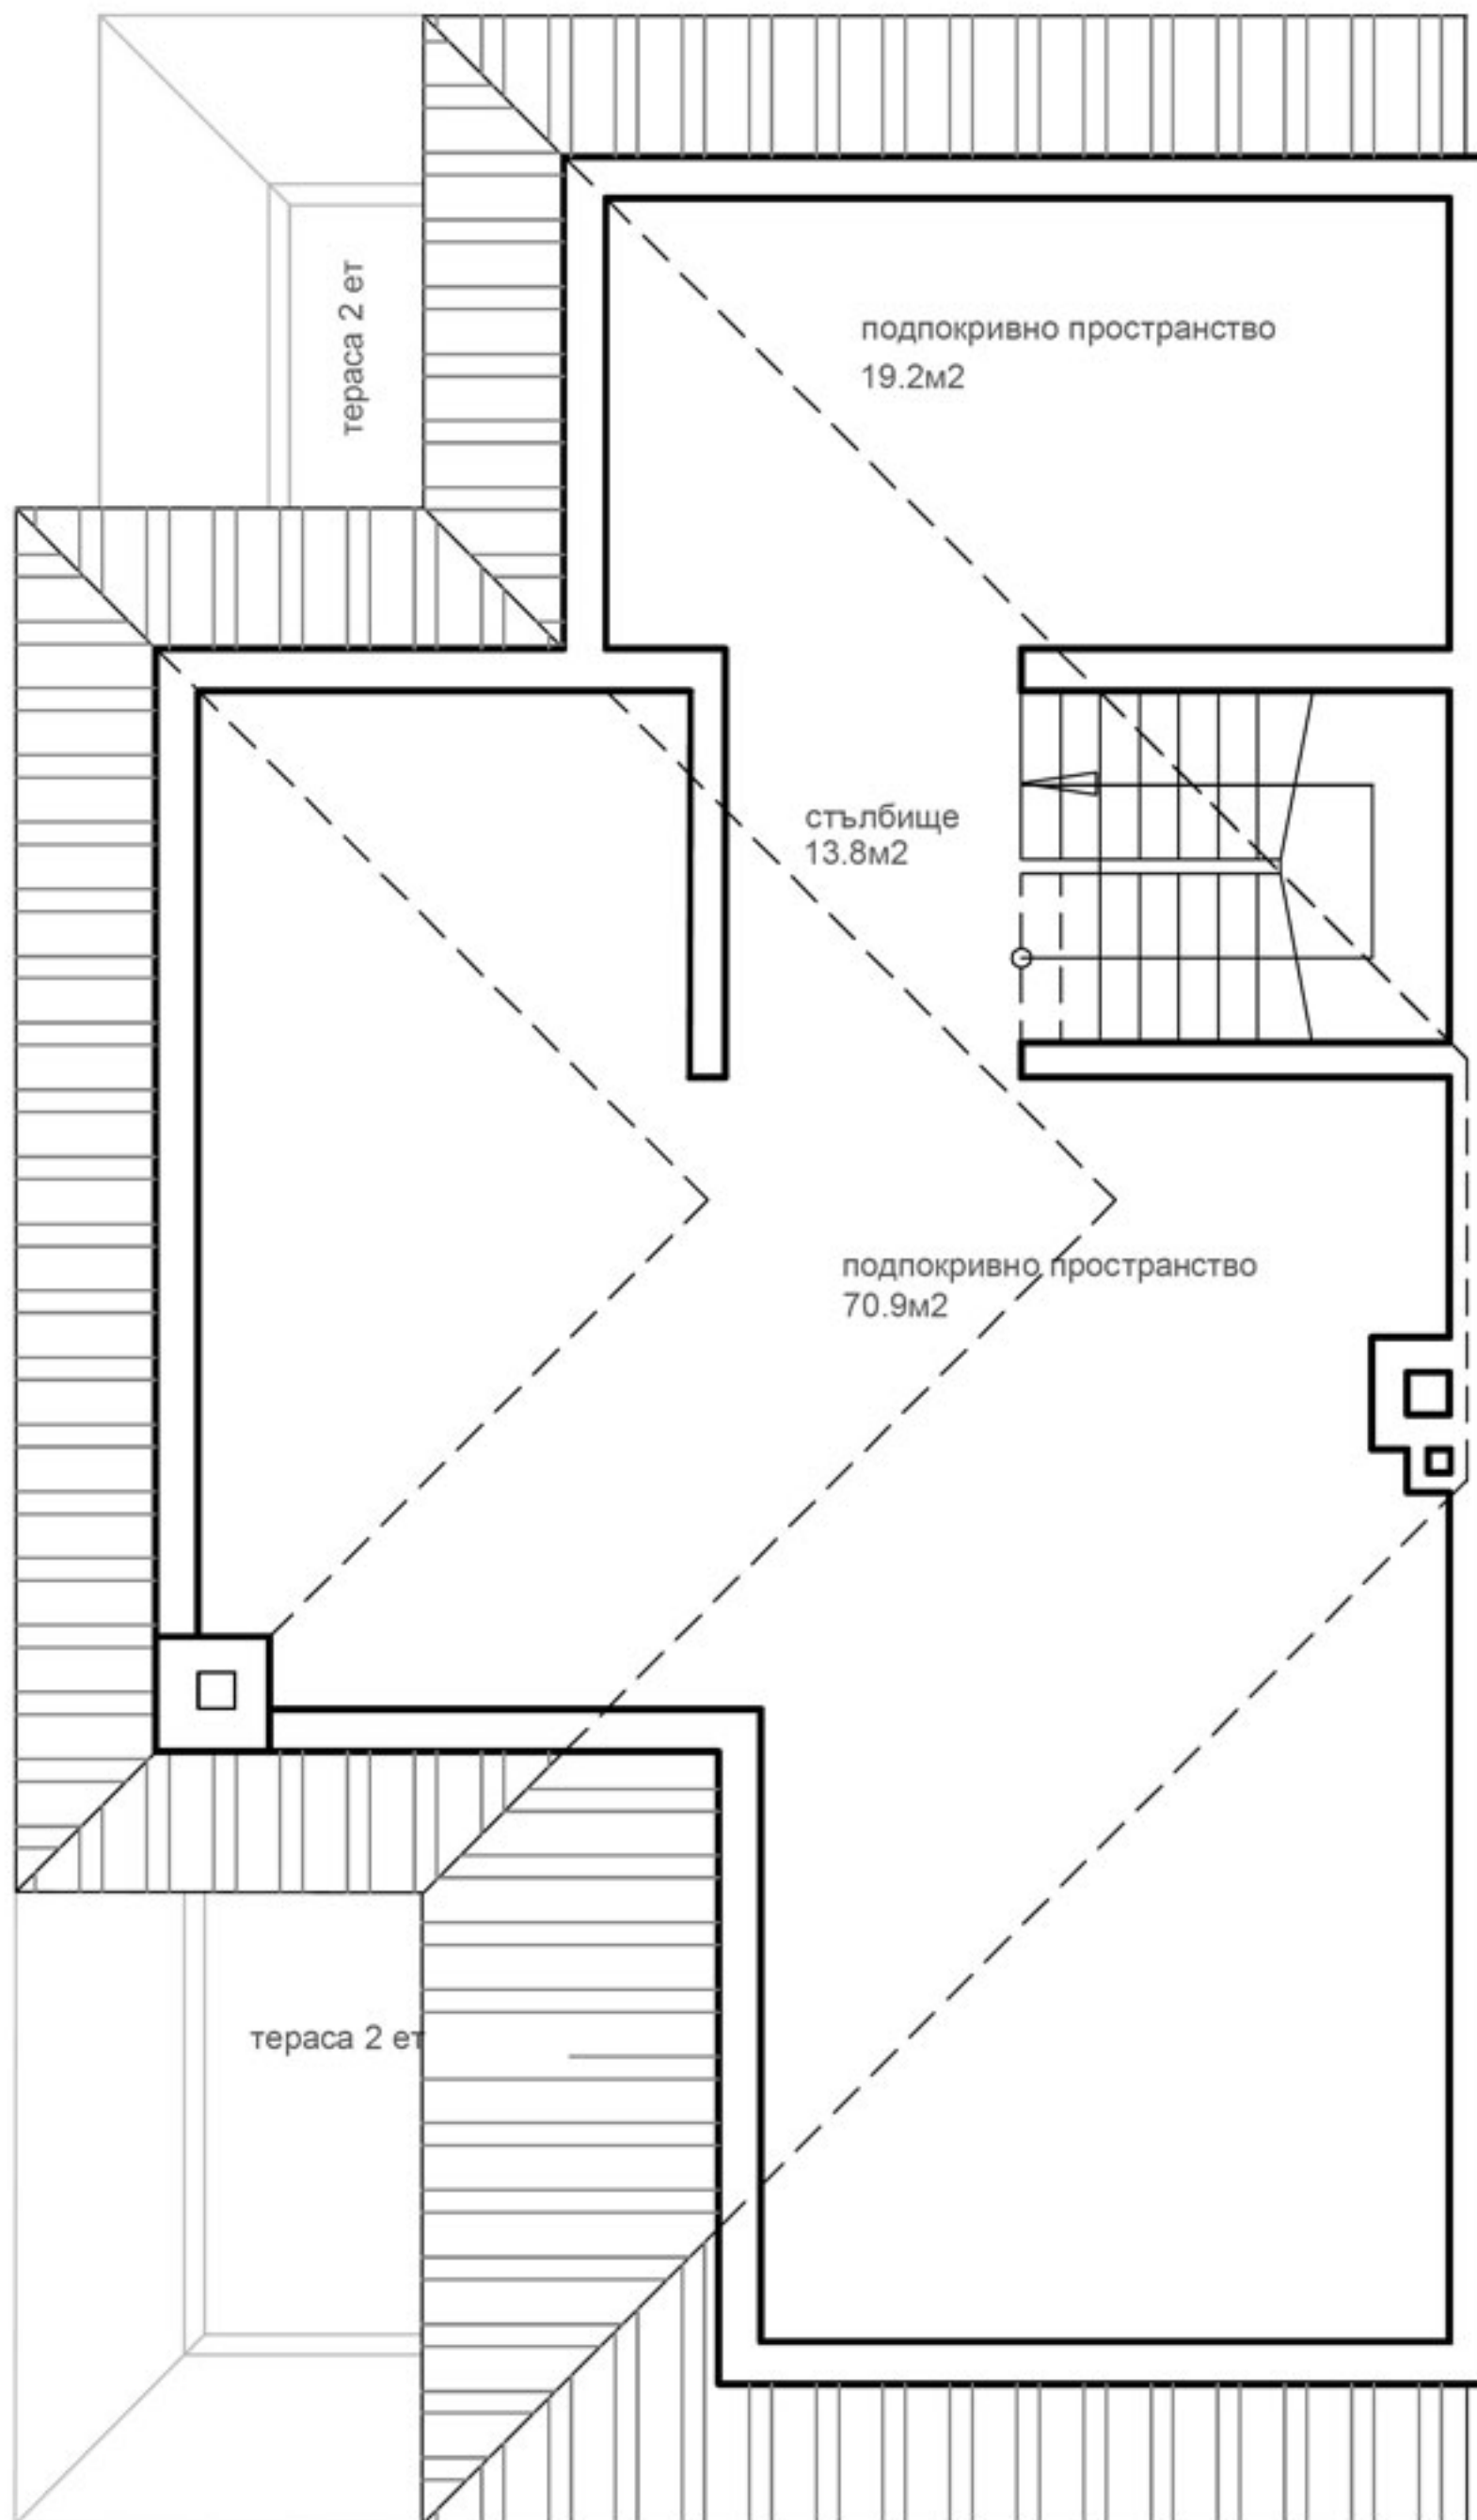 тераса 2 ет
подпокривно пространство
19.2м2
стълбище
13.8м2
подпокривно пространство
70.9м2
тераса 2 ет